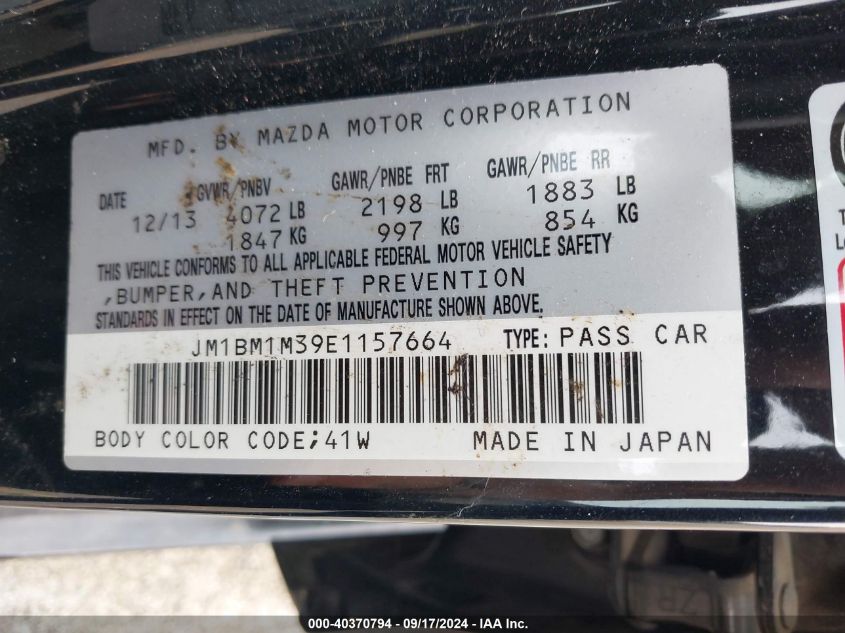 MFD. BY MAZDA MOTOR CORPORATION
DATE GVWR/PNBV GAWR/PNBE FRT GAWR/PNBE RR
12/13 4072 LB 2198 LB 1883 LB
1847 KG 997 KG 854 KG
THIS VEHICLE CONFORMS TO ALL APPLICABLE FEDERAL MOTOR VEHICLE SAFETY
,BUMPER,AND THEFT PREVENTION
STANDARDS IN EFFECT ON THE DATE OF MANUFACTURE SHOWN ABOVE.
JM1BM1M39E1157664 TYPE: PASS CAR
BODY COLOR CODE;41W MADE IN JAPAN
© 40370794 - 09/17/2024 - IAA Inc.